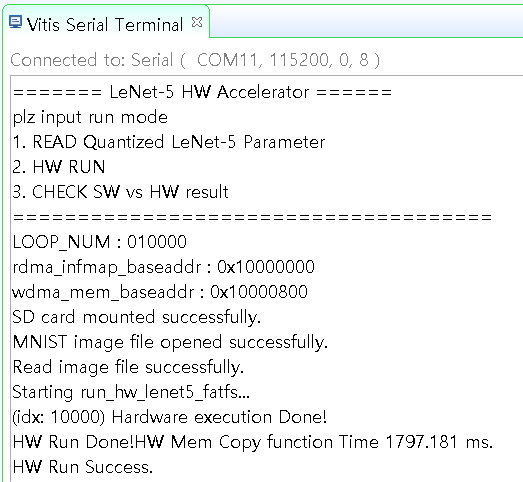 Vitis Serial Terminal
Connected to: Serial ( COM11, 115200, 0, 8 )
======= LeNet-5 HW Accelerator ======
plz input run mode
1. READ Quantized LeNet-5 Parameter
2. HW RUN
3. CHECK SW vs HW result
=====================================
LOOP_NUM : 010000
rdma_infmap_baseaddr : 0x10000000
wdma_mem_baseaddr : 0x10000800
SD card mounted successfully.
MNIST image file opened successfully.
Read image file successfully.
Starting run_hw_lenet5_fatfs...
(idx: 10000) Hardware execution Done!
HW Run Done!HW Mem Copy function Time 1797.181 ms.
HW Run Success.